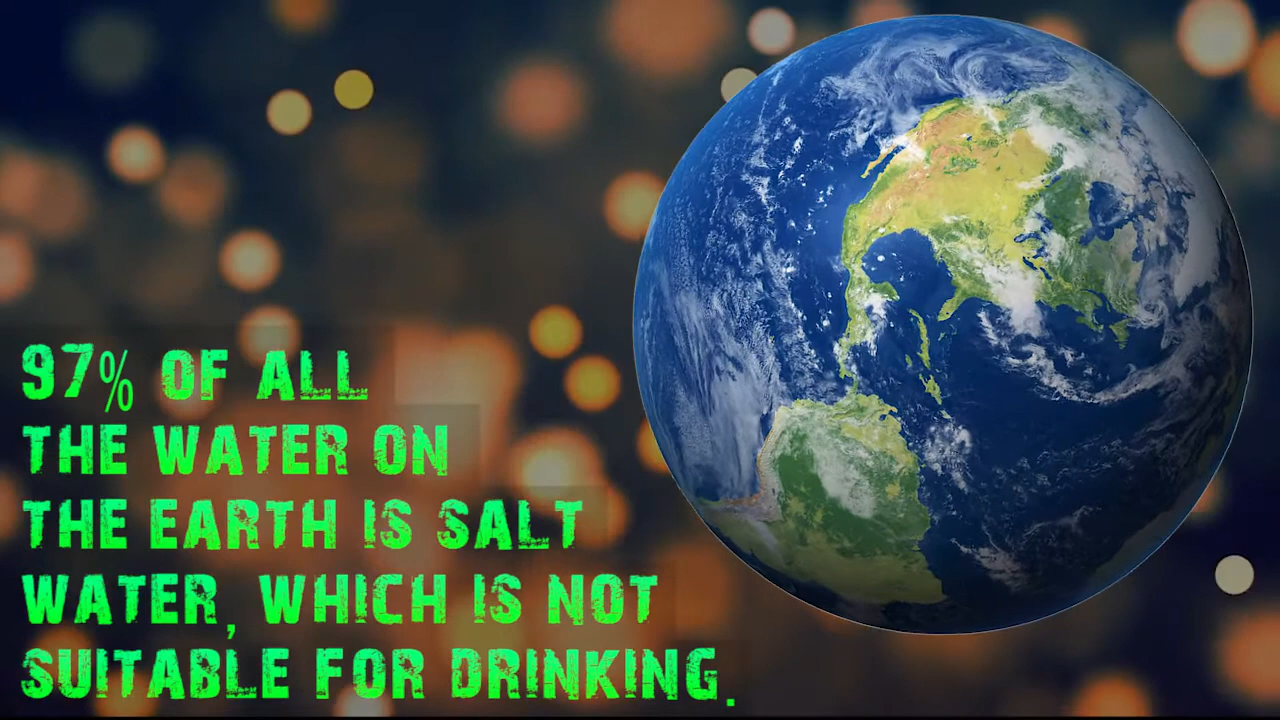 97% OF ALL
THE WATER ON
THE EARTH IS SALT
WATER, WHICH IS NOT
SUITABLE FOR DRINKING.